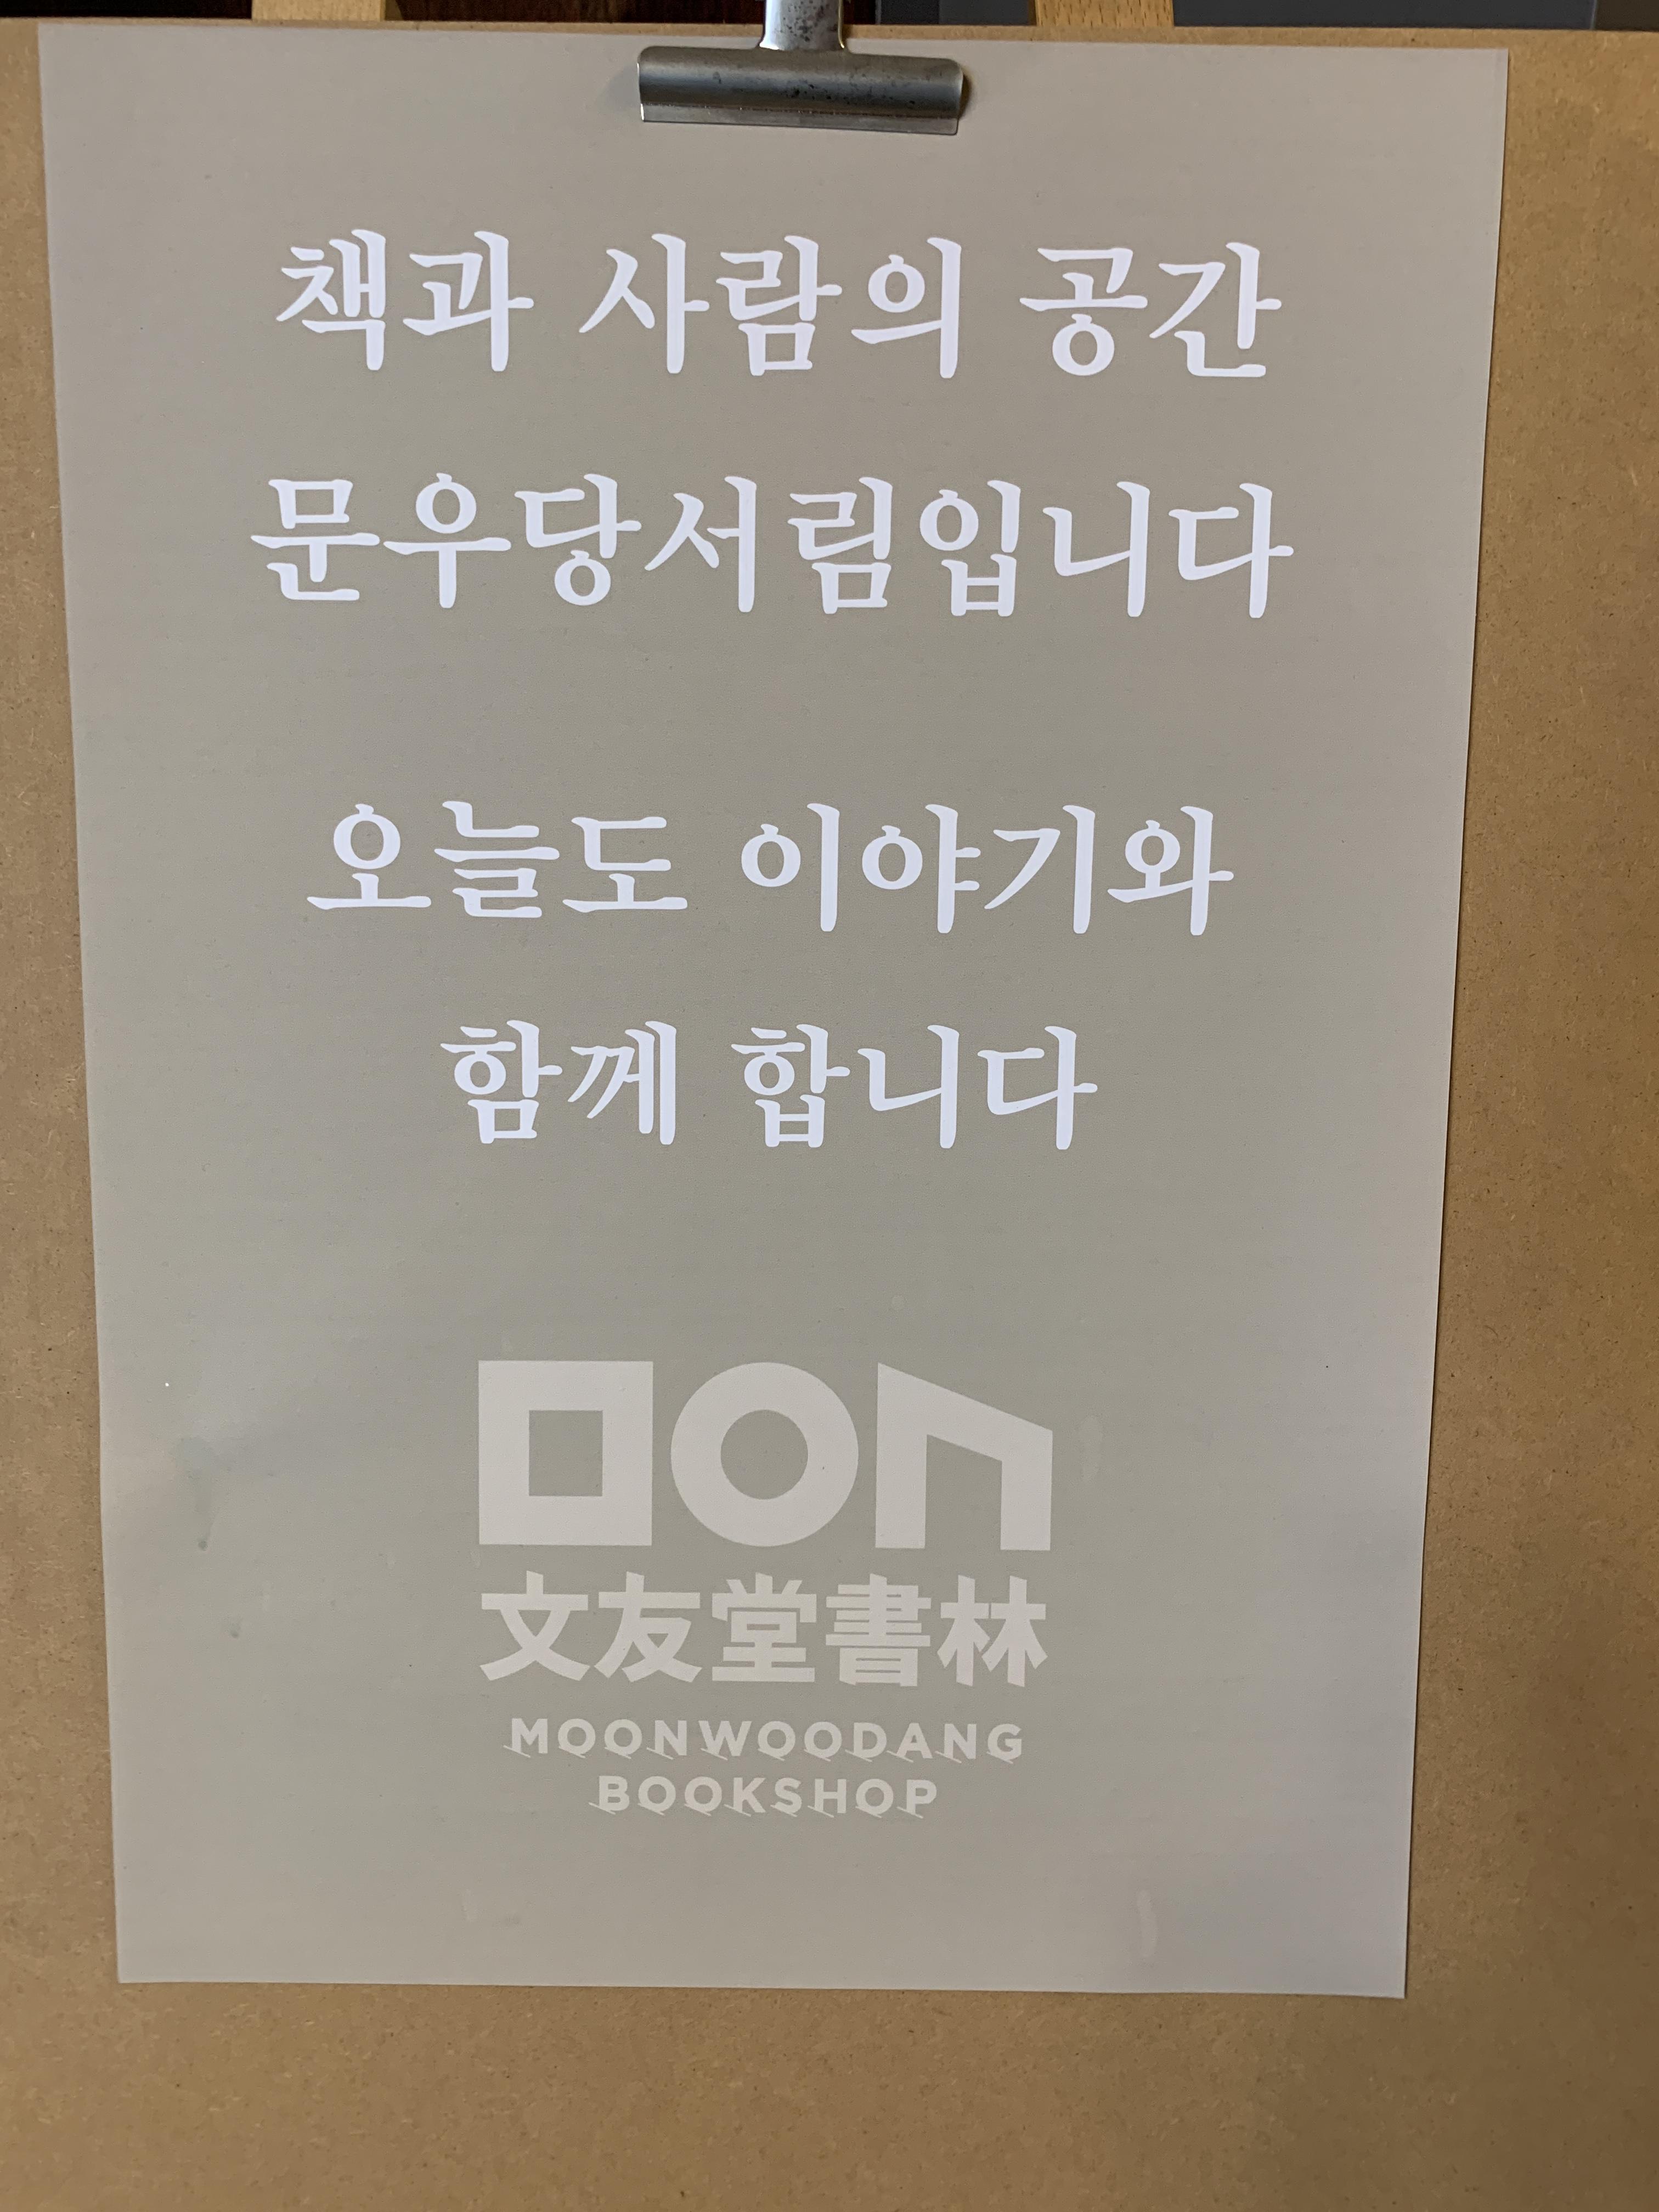 책과 사람의 공간
문우당서림입니다
오늘도 이야기와
함께 합니다
ㅁㅇㄷ
文友堂書林
MOONWOODANG
BOOKSHOP